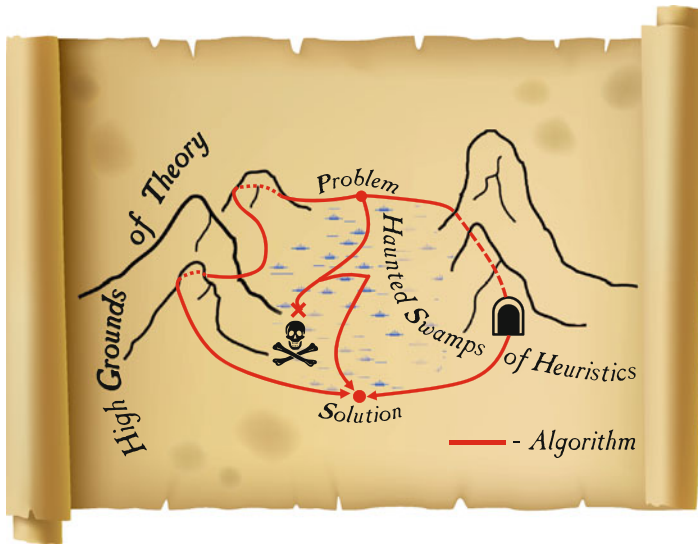 Problem
High Grounds of Theory
Haunted Swamps of Heuristics
Solution
- Algorithm